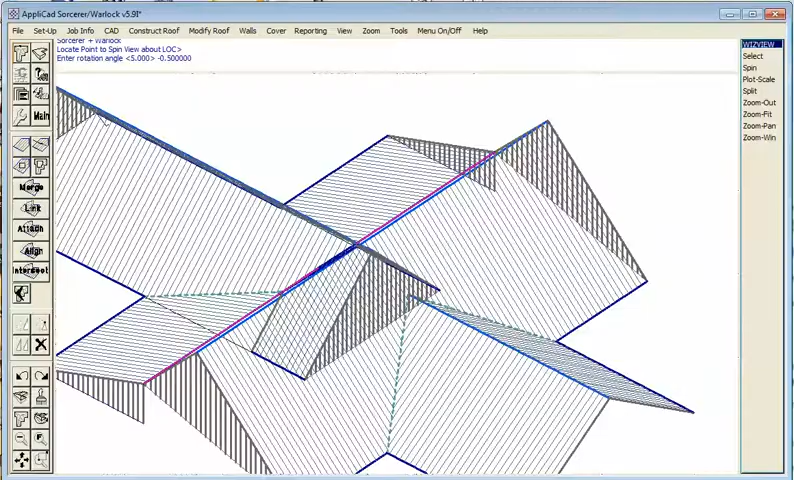 AppliCad Sorcerer/Warlock v5.9I*
File Set-Up Job Info CAD Construct Roof Modify Roof Walls Cover Reporting View Zoom Tools Menu On/Off Help
Sorcerer + Warlock
Locate Point to Spin View about LOC>
Enter rotation angle <5.000> -0.500000
WIZVIEW
Select
Spin
Plot-Scale
Split
Zoom-Out
Zoom-Fit
Zoom-Pan
Zoom-Win
Main
Merge
Link
Attach
Align
Intersect